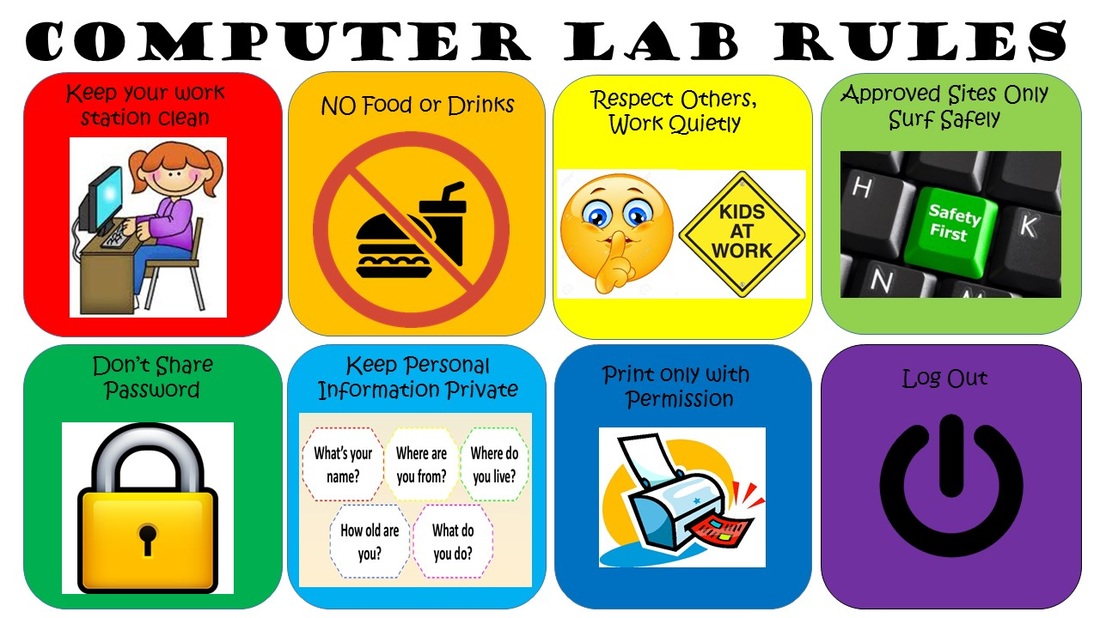 COMPUTER LAB RULES
Keep your work
station clean
NO Food or Drinks
Respect Others,
Work Quietly
KIDS
AT
WORK
Approved Sites Only
Surf Safely
H
Safety
First
K
N
Don't Share
Password
Keep Personal
Information Private
What's your
name?
Where are
you from?
Where do
you live?
How old are
you?
What do
you do?
Print only with
Permission
Log Out